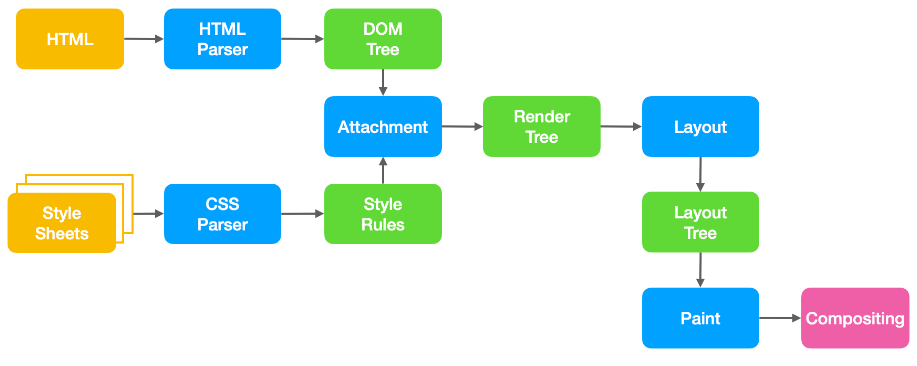 HTML
HTML
Parser
DOM
Tree
Attachment
Render
Tree
Layout
Style
Sheets
CSS
Parser
Style
Rules
Layout
Tree
Paint
Compositing